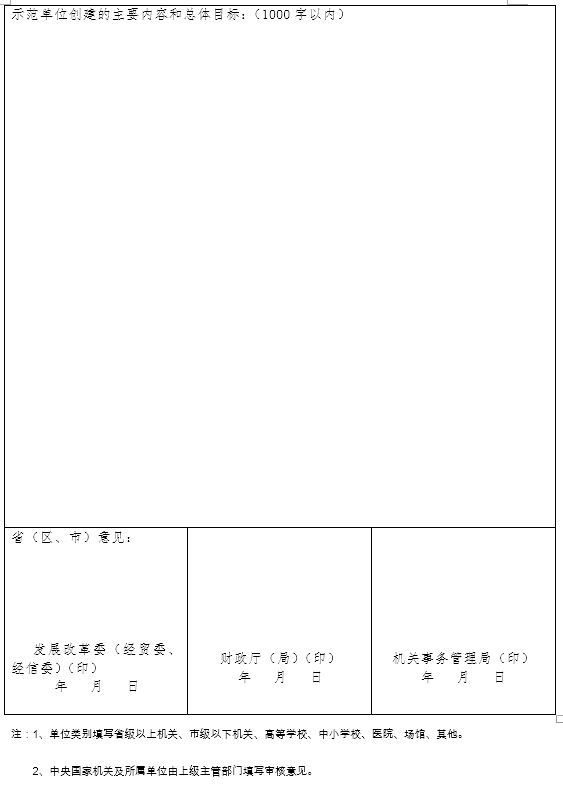 示范单位创建的主要内容和总体目标:（1000 字以内）
省（区、市）意见:
发展改革委（经贸委、
经信委）（印）
年 月 日
财政厅（局）（印）
年 月 日
机关事务管理局（印）
年 月 日
注：1、单位类别填写省级以上机关、市级以下机关、高等学校、中小学校、医院、场馆、其他。
2、中央国家机关及所属单位由上级主管部门填写审核意见。